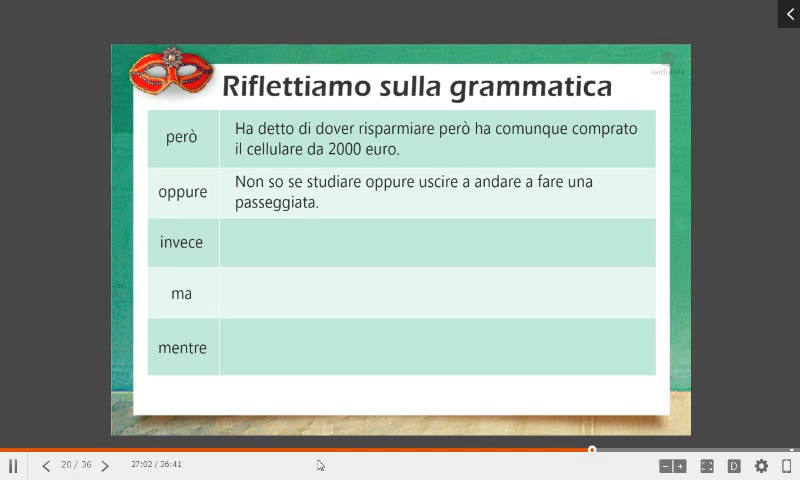 Riflettiamo sulla grammatica
però
Ha detto di dover risparmiare però ha comunque comprato
il cellulare da 2000 euro.
oppure
Non so se studiare oppure uscire a andare a fare una
passeggiata.
invece
ma
mentre
20 / 36
27:02 / 36:41
D